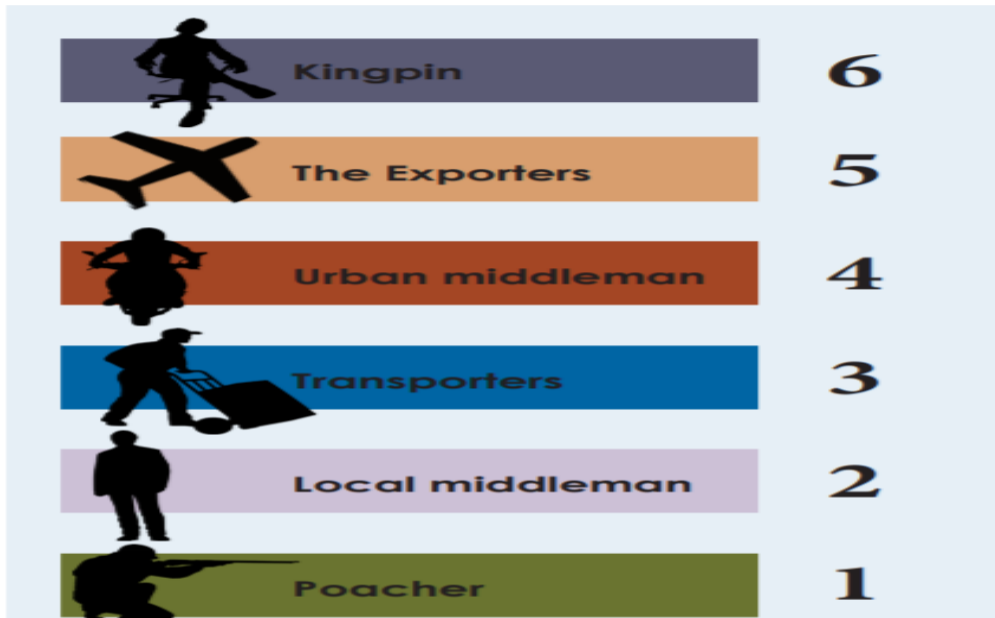 Kingpin 6
The Exporters 5
Urban middleman 4
Transporters 3
Local middleman 2
Poacher 1